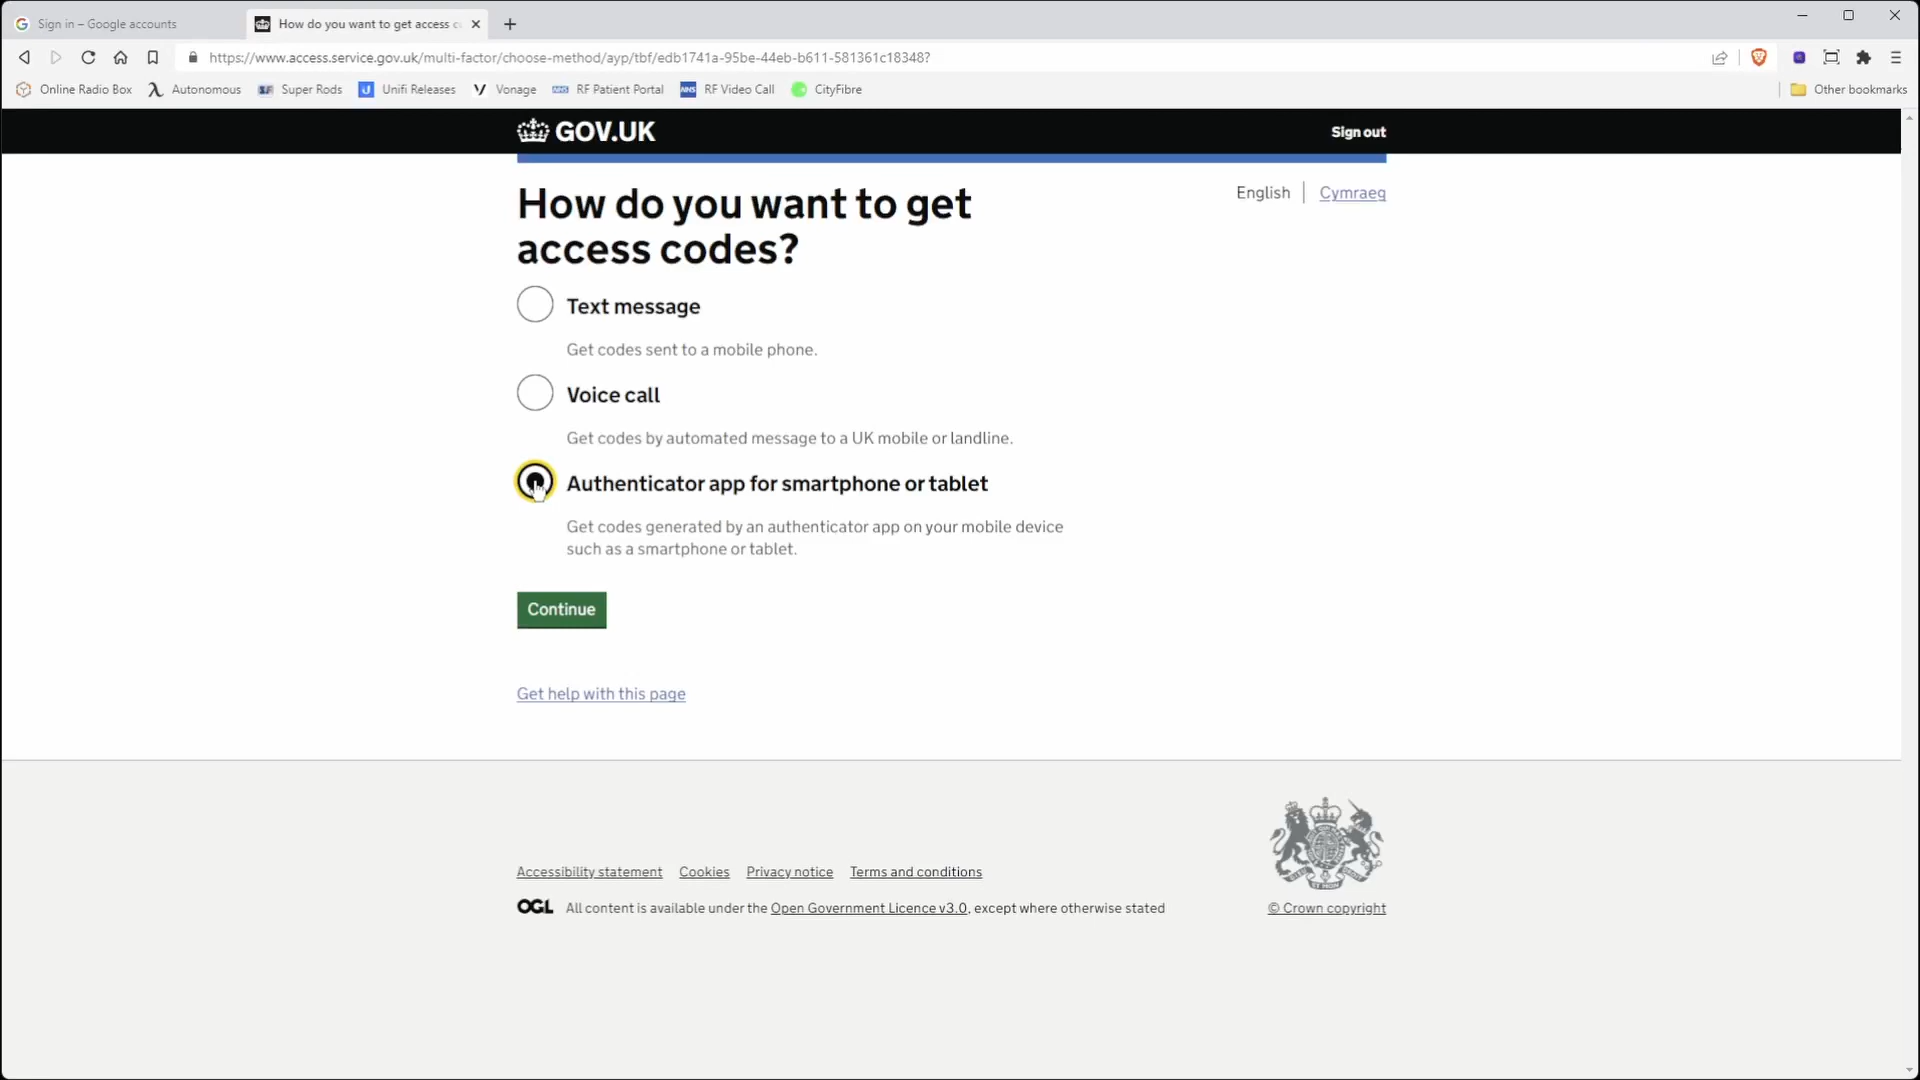 Sign in – Google accounts
How do you want to get access c
https://www.access.service.gov.uk/multi-factor/choose-method/ayp/tbf/edb1741a-95be-44eb-b611-581361c18348?
Online Radio Box
Autonomous
Super Rods
Unifi Releases
Vonage
RF Patient Portal
RF Video Call
CityFibre
Other bookmarks
GOV.UK
Sign out
English
Cymraeg
How do you want to get
access codes?
Text message
Get codes sent to a mobile phone.
Voice call
Get codes by automated message to a UK mobile or landline.
Authenticator app for smartphone or tablet
Get codes generated by an authenticator app on your mobile device
such as a smartphone or tablet.
Continue
Get help with this page
Accessibility statement
Cookies
Privacy notice
Terms and conditions
OGL All content is available under the Open Government Licence v3.0, except where otherwise stated
© Crown copyright